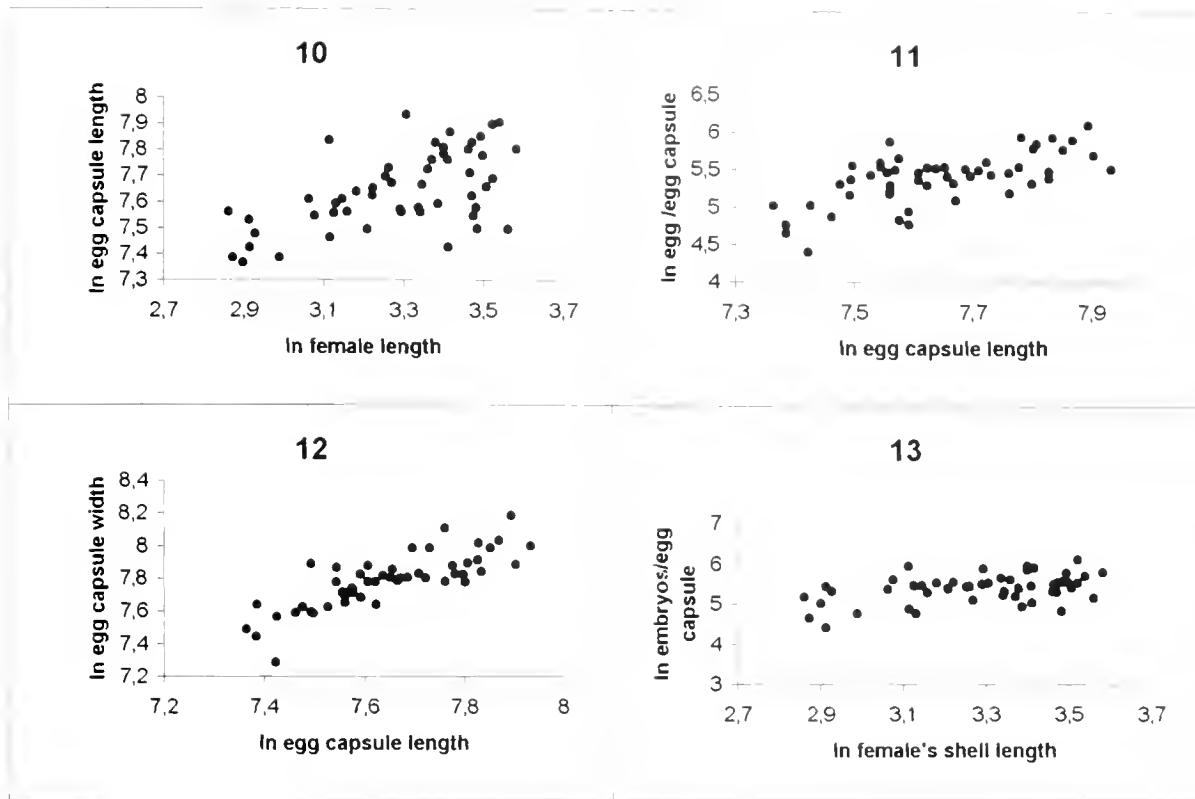 10
ln egg capsule length
8
7,9
7,8
7,7
7,6
7,5
7,4
7,3
2,7 2,9 3,1 3,3 3,5 3,7
ln female length
11
ln egg /egg capsule
6,5
6
5,5
5
4,5
4
7,3 7,5 7,7 7,9
ln egg capsule length
12
ln egg capsule width
8,4
8,2
8
7,8
7,6
7,4
7,2
7,2 7,4 7,6 7,8 8
ln egg capsule length
13
ln embryos/egg
capsule
7
6
5
4
3
2,7 2,9 3,1 3,3 3,5 3,7
ln female's shell length